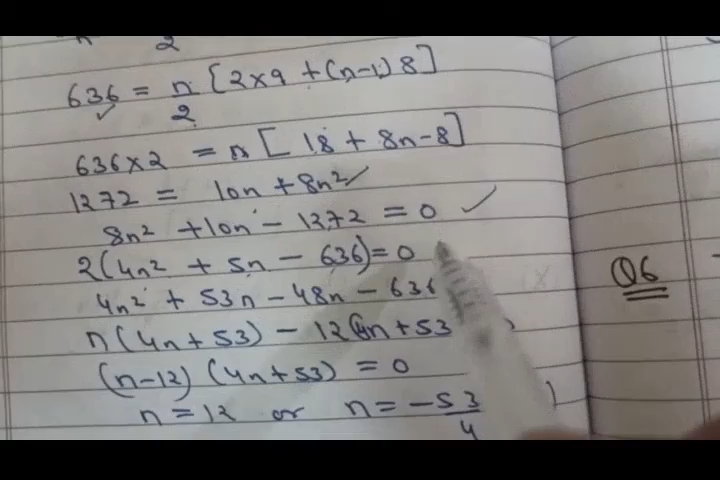 n 2
636 = n/2 [2×9 + (n-1) 8]
636×2 = n [ 18 + 8n-8]
1272 = 10n + 8n²
8n² + 10n - 1272 = 0
2(4n² + 5n - 636) = 0
4n² + 53n - 48n - 636
n(4n + 53) - 12(4n + 53
(n-12) (4n+53) = 0
n = 12 or n = -53/4
Q6